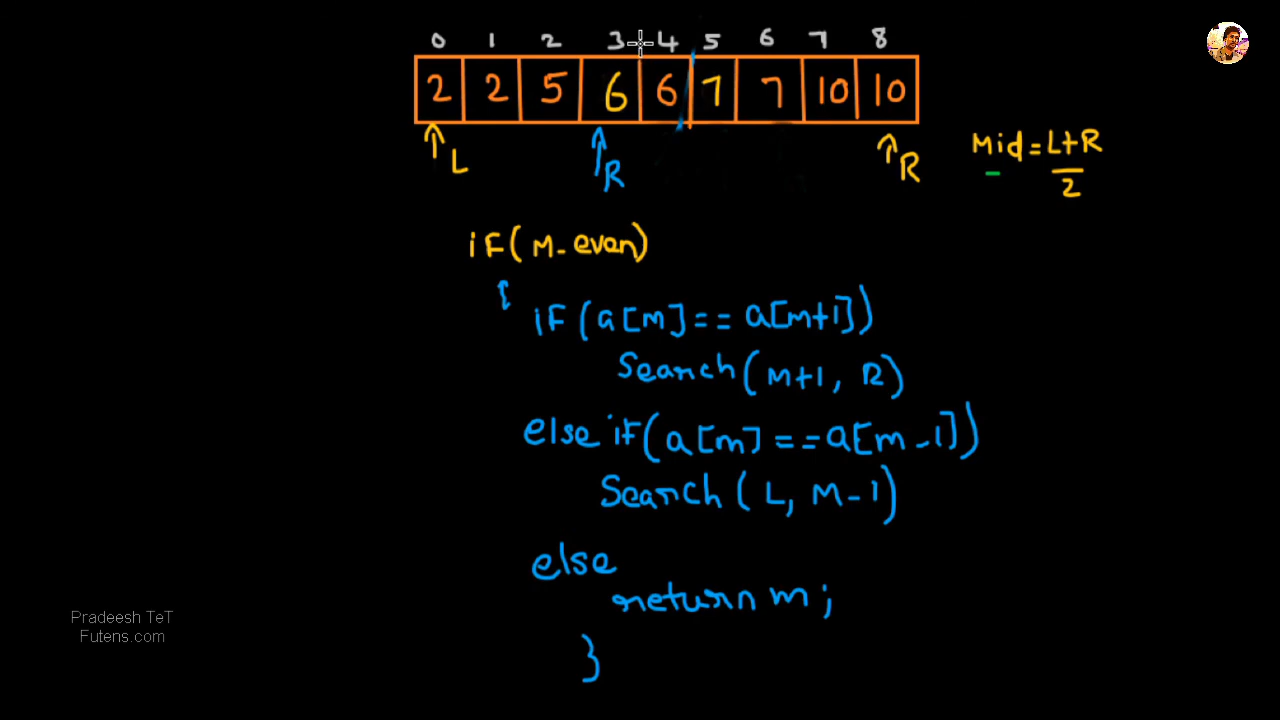 0 1 2 3 4 5 6 7 8
2 2 5 6 6 7 7 10 10
L R R
Mid = L+R
2
if(M-even)
{
if(a[m]==a[m+1])
Search(M+1, R)
else if(a[m]==a[m-1])
Search(L, M-1)
else
return m;
}
Pradeesh TeT
Futens.com